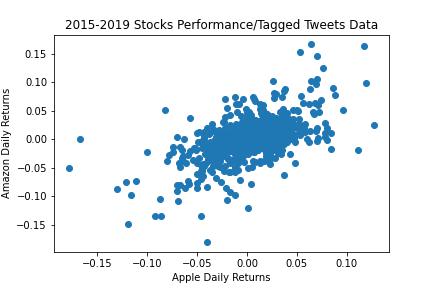 2015-2019 Stocks Performance/Tagged Tweets Data
Amazon Daily Returns
0.15
0.10
0.05
0.00
−0.05
−0.10
−0.15
−0.15 −0.10 −0.05 0.00 0.05 0.10
Apple Daily Returns